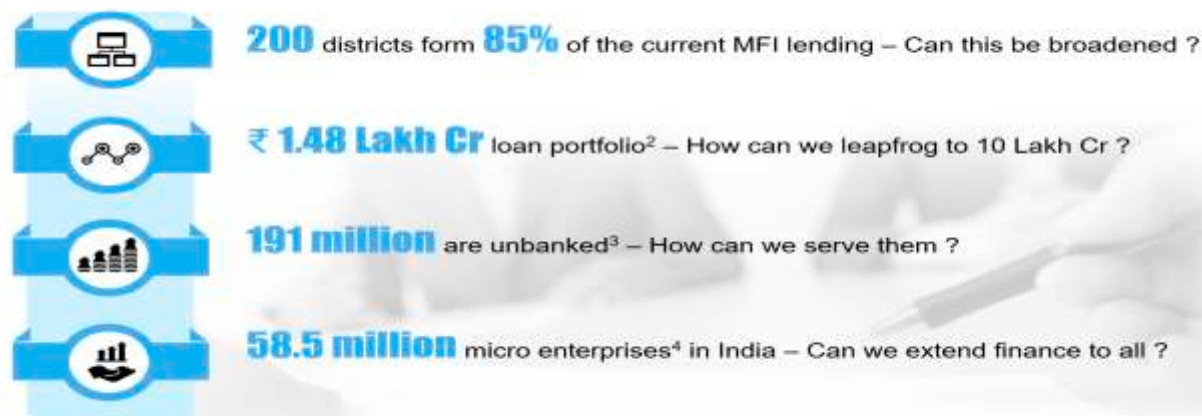 200 districts form 85% of the current MFI lending – Can this be broadened ?
₹ 1.48 Lakh Cr loan portfolio² – How can we leapfrog to 10 Lakh Cr ?
191 million are unbanked³ – How can we serve them ?
58.5 million micro enterprises⁴ in India – Can we extend finance to all ?